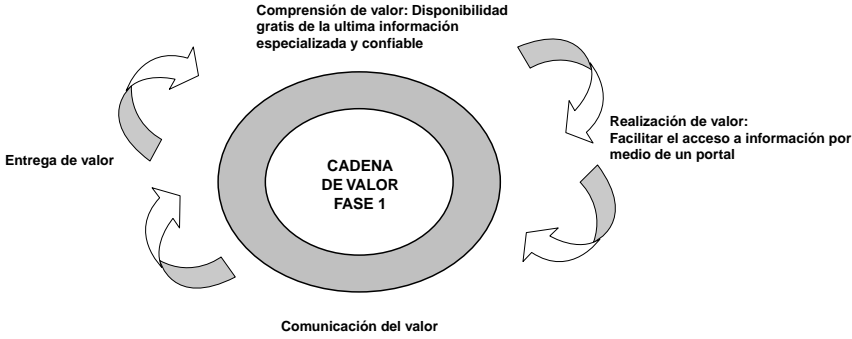 Comprensión de valor: Disponibilidad
gratis de la ultima información
especializada y confiable
Realización de valor:
Facilitar el acceso a información por
medio de un portal
Entrega de valor
CADENA
DE VALOR
FASE 1
Comunicación del valor